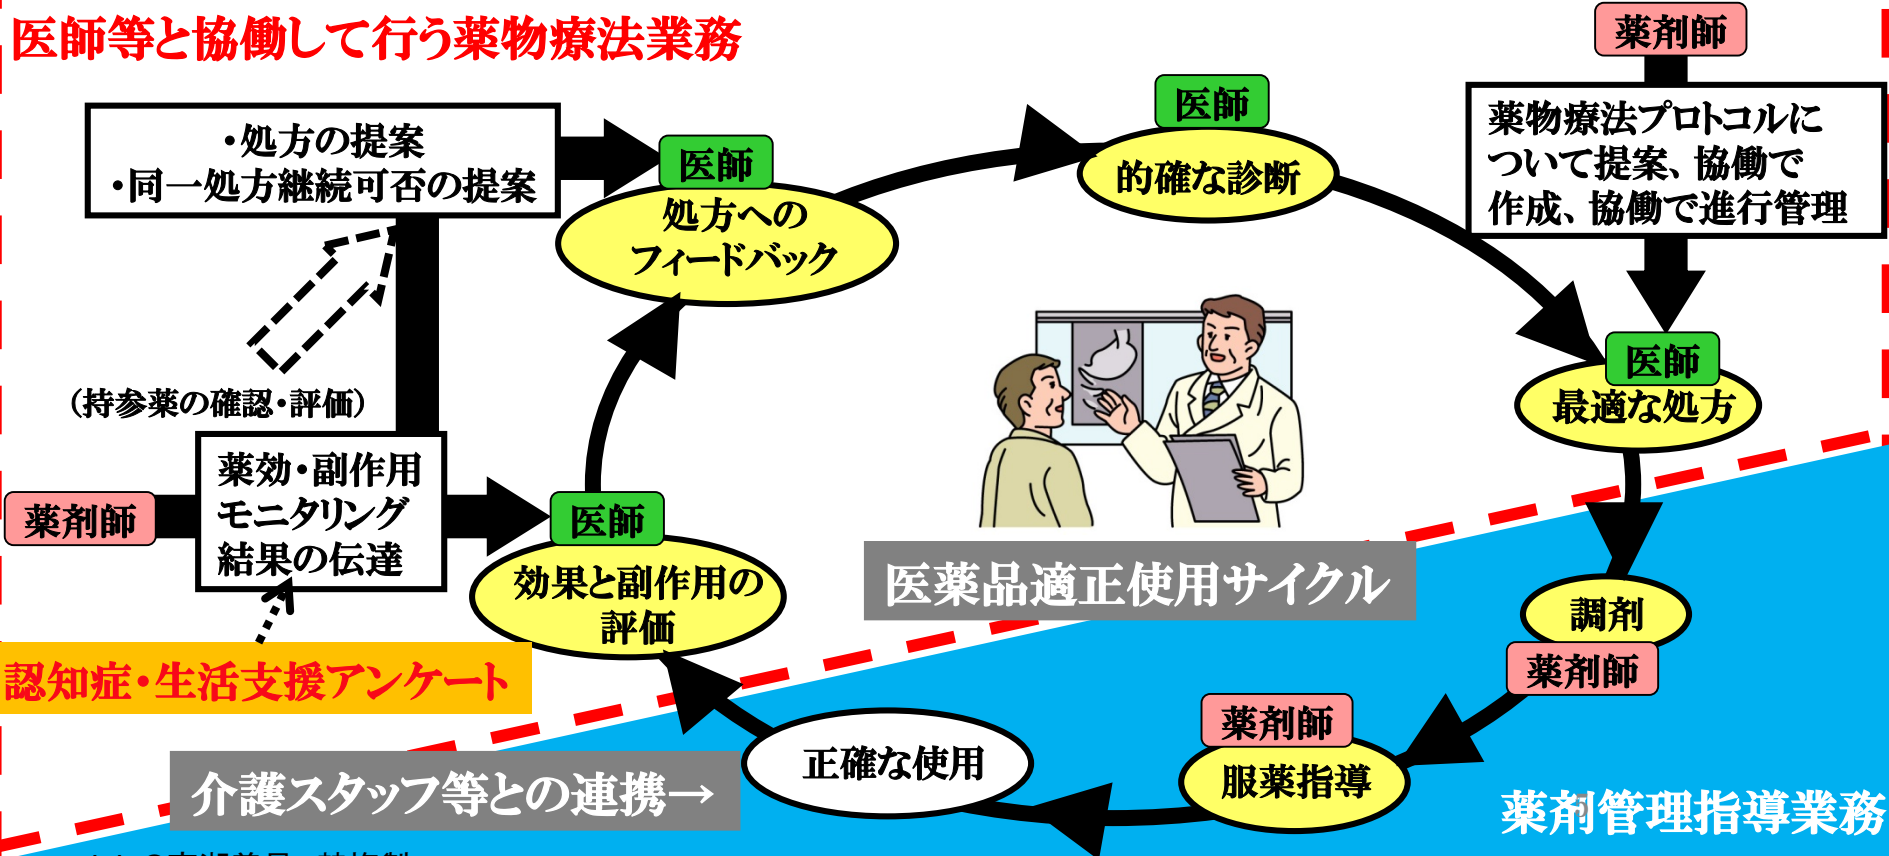 医師等と協働して行う薬物療法業務
薬剤師
医師
薬物療法プロトコルに
ついて提案、協働で
作成、協働で進行管理
・処方の提案
・同一処方継続可否の提案
医師
処方への
フィードバック
的確な診断
医師
最適な処方
（持参薬の確認・評価）
薬効・副作用
モニタリング
結果の伝達
薬剤師
医師
効果と副作用の
評価
医薬品適正使用サイクル
調剤
薬剤師
認知症・生活支援アンケート
薬剤師
服薬指導
正確な使用
介護スタッフ等との連携→
薬剤管理指導業務